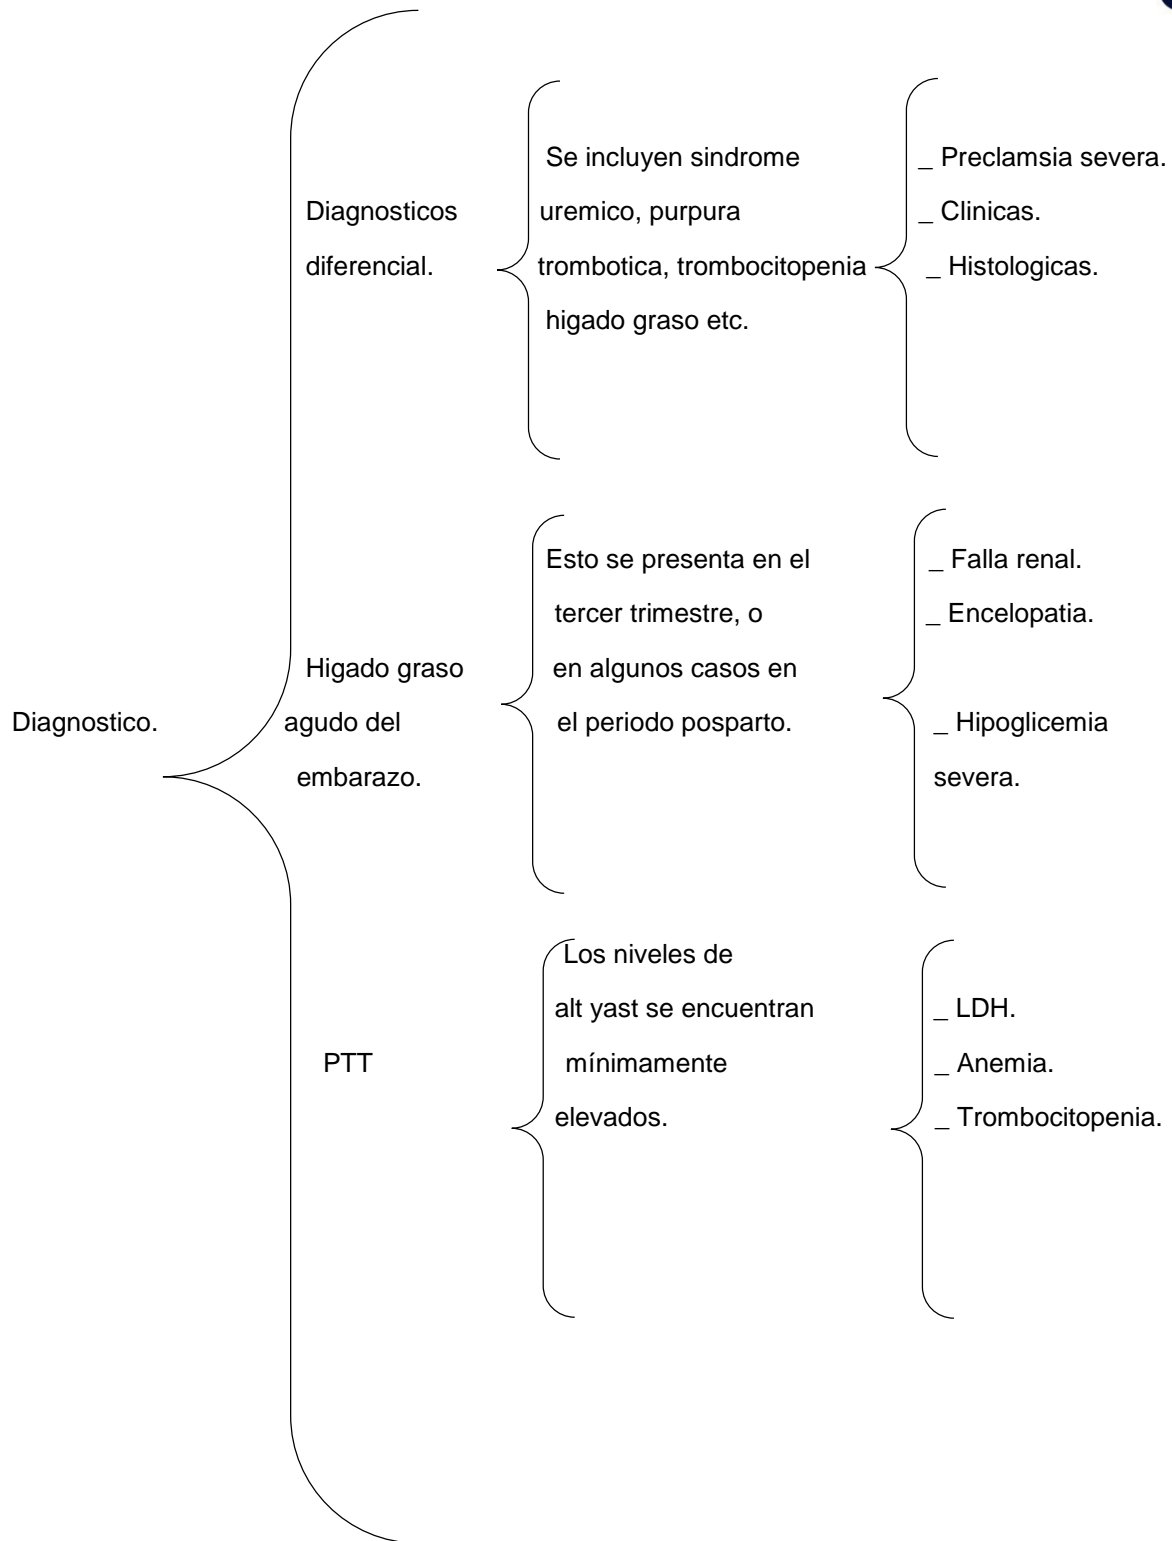 Diagnostico.
Diagnosticos
diferencial.
Se incluyen sindrome
uremico, purpura
trombotica, trombocitopenia
higado graso etc.
_ Preclamsia severa.
_ Clinicas.
_ Histologicas.
Higado graso
agudo del
embarazo.
Esto se presenta en el
tercer trimestre, o
en algunos casos en
el periodo posparto.
_ Falla renal.
_ Encelopatia.
_ Hipoglicemia
severa.
PTT
Los niveles de
alt yast se encuentran
mínimamente
elevados.
_ LDH.
_ Anemia.
_ Trombocitopenia.